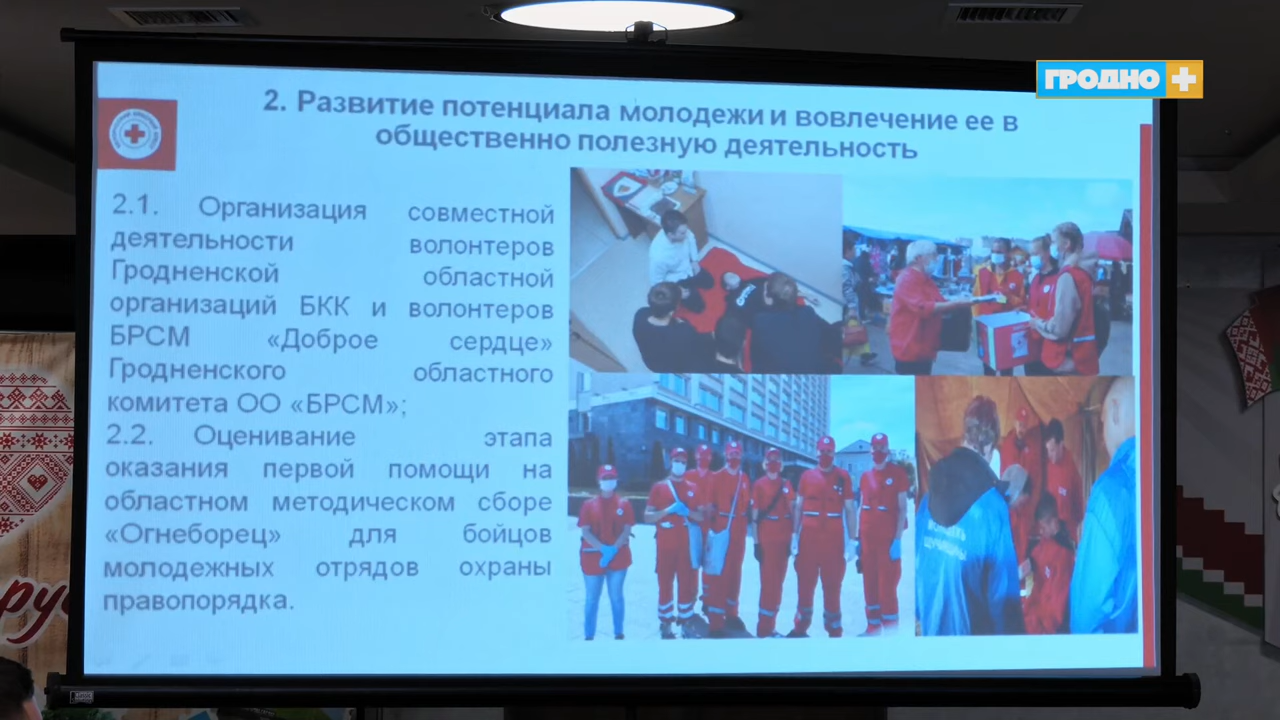 ГРОДНО +
2. Развитие потенциала молодежи и вовлечение ее в
общественно полезную деятельность
2.1. Организация совместной
деятельности волонтеров
Гродненской областной
организаций БКК и волонтеров
БРСМ «Доброе сердце»
Гродненского областного
комитета ОО «БРСМ»;
2.2. Оценивание этапа
оказания первой помощи на
областном методическом сборе
«Огнеборец» для бойцов
молодежных отрядов охраны
правопорядка.